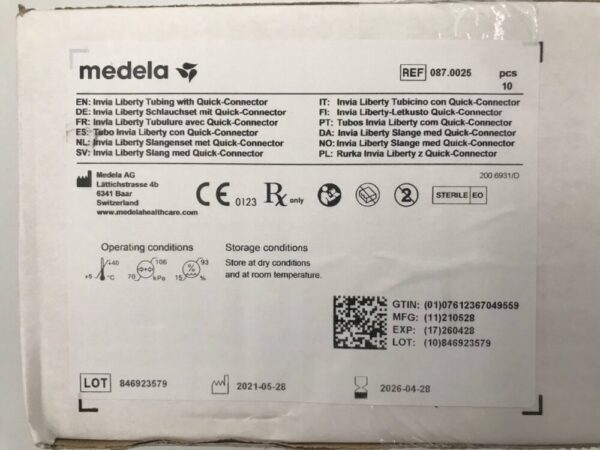 medela
REF 087.0025
pcs
10
EN: Invia Liberty Tubing with Quick-Connector
DE: Invia Liberty Schlauchset mit Quick-Connector
FR: Invia Liberty Tubulure avec Quick-Connector
ES: Tubo Invia Liberty con Quick-Connector
NL: Invia Liberty Slangenset met Quick-Connector
SV: Invia Liberty Slang med Quick-Connector
IT: Invia Liberty Tubicino con Quick-Connector
FI: Invia Liberty-Letkusto Quick-Connector
PT: Tubos Invia Liberty com Quick-Connector
DA: Invia Liberty Slange med Quick-Connector
NO: Invia Liberty Slange med Quick-Connector
PL: Rurka Invia Liberty z Quick-Connector
200.6931/D
Medela AG
Lättichstrasse 4b
6341 Baar
Switzerland
www.medelahealthcare.com
CE 0123
Rx only
2
STERILE EO
Operating conditions
+5 +40 °C
70 106 kPa
15 % 93 %
Storage conditions
Store at dry conditions
and at room temperature.
GTIN: (01)07612367049559
MFG: (11)210528
EXP: (17)260428
LOT: (10)846923579
LOT 846923579
2021-05-28
2026-04-28